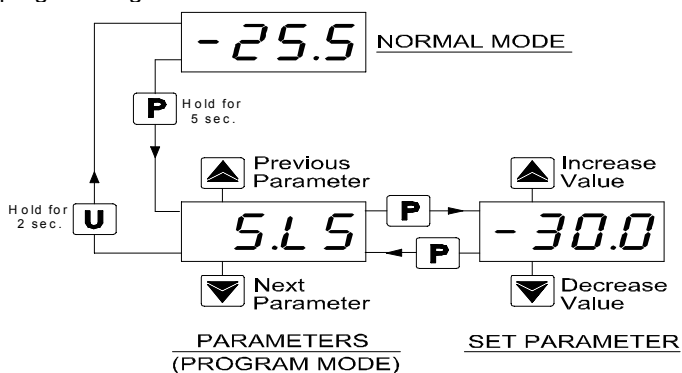 -25.5
NORMAL MODE
P Hold for
5 sec.
Previous
Parameter
Increase
Value
Hold for
2 sec. U
S.L S
P
P
-30.0
Next
Parameter
Decrease
Value
PARAMETERS
(PROGRAM MODE)
SET PARAMETER